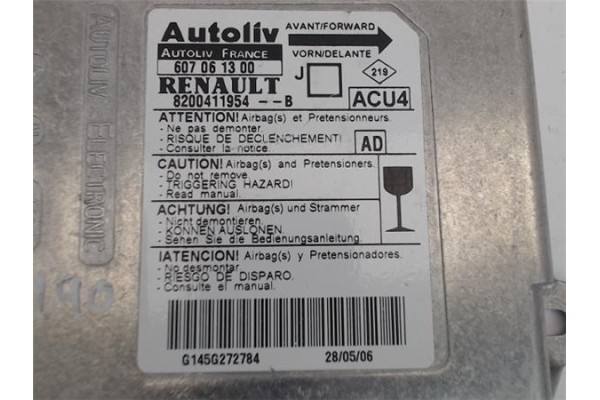 Autoliv
AVANT/FORWARD
AUTOLIV FRANCE
VORN/DELANTE
607 06 13 00
J
219
RENAULT
8200411954 --B
ACU4
ATTENTION! Airbag(s) et Pretensionneurs.
- Ne pas demonter.
- RISQUE DE DECLENCHEMENT!
- Consulter la notice.
AD
CAUTION! Airbag(s) and Pretensioners.
- Do not remove.
- TRIGGERING HAZARD!
- Read manual.
ACHTUNG! Airbag(s) und Strammer
- Nicht demontieren.
- KÖNNEN AUSLÖSEN.
- Sehen Sie die Bedienungsanleitung.
!ATENCION! Airbag(s) y Pretensionadores.
- No desmontar.
- RIESGO DE DISPARO.
- Consulte el manual.
G145G272784
28/05/06
AUTOLIV ELECTRONIC